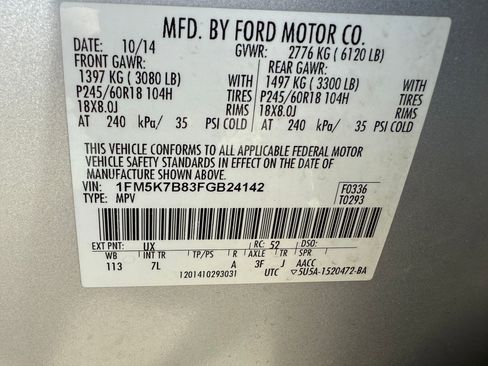 MFD. BY FORD MOTOR CO.
DATE: 10/14 GVWR: 2776 KG ( 6120 LB)
FRONT GAWR: REAR GAWR:
1397 KG ( 3080 LB) WITH 1497 KG ( 3300 LB) WITH
P245/60R18 104H TIRES P245/60R18 104H TIRES
18X8.0J RIMS 18X8.0J RIMS
AT 240 kPa/ 35 PSI COLD AT 240 kPa/ 35 PSI COLD
THIS VEHICLE CONFORMS TO ALL APPLICABLE FEDERAL MOTOR
VEHICLE SAFETY AND THEFT PREVENTION STANDARDS IN EFFECT ON THE DATE OF
MANUFACTURE SHOWN ABOVE.
VIN: 1FM5K7B83FGB24142 F0336
TYPE: MPV T0293
EXT PNT: UX RC: 52 DSO:
WB INT TR TP/PS R AXLE TR SPR
113 7L A 3F J AACC
1201410293031 UTC ▽5U5A-1520472-BA